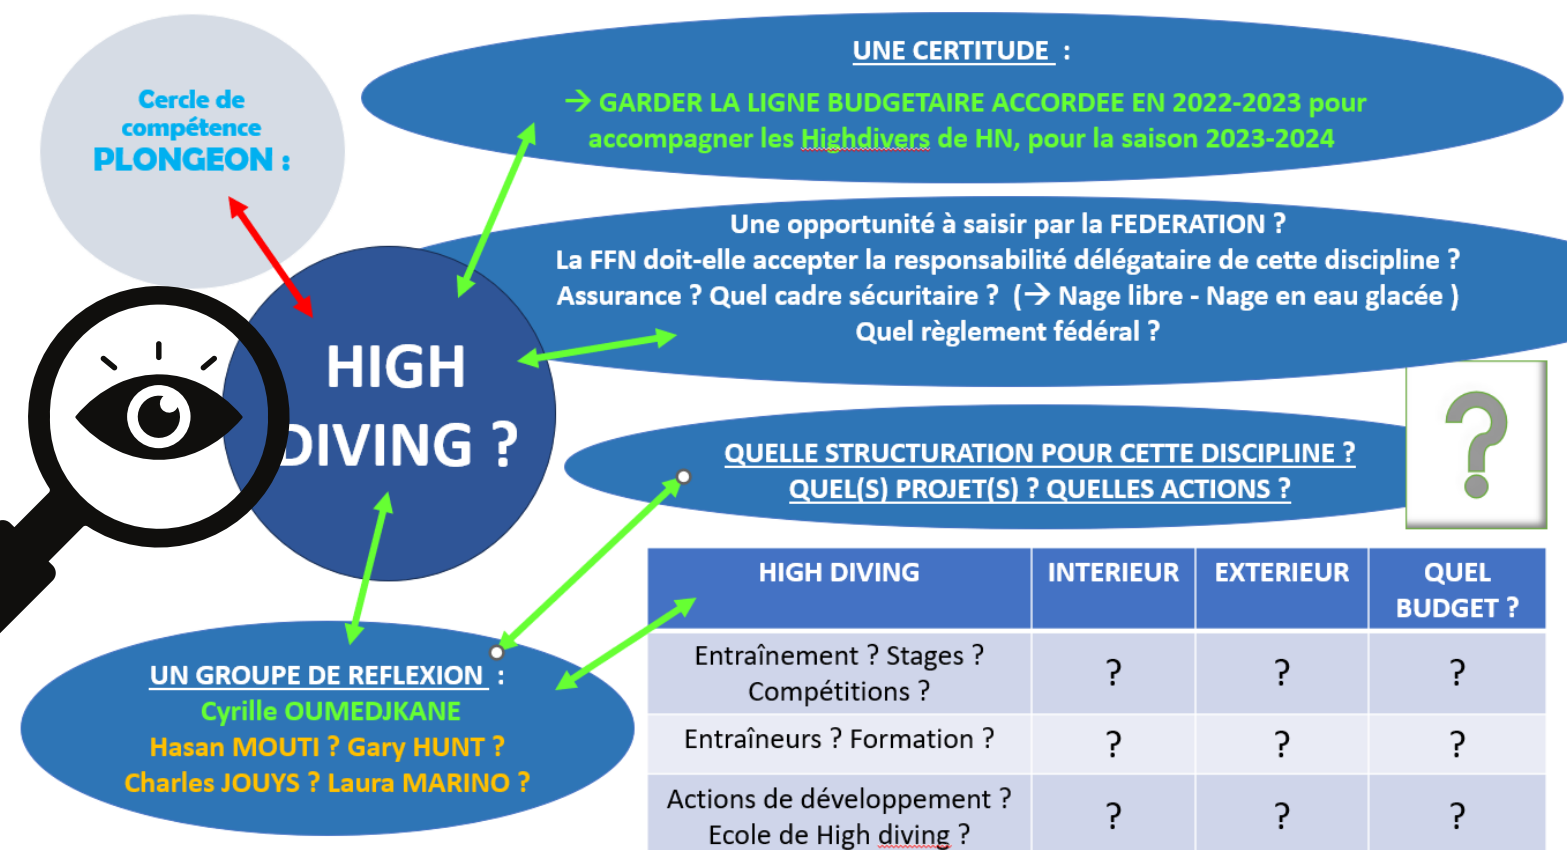 Cercle de
compétence
PLONGEON :
UNE CERTITUDE :
→ GARDER LA LIGNE BUDGETAIRE ACCORDEE EN 2022-2023 pour
accompagner les Highdivers de HN, pour la saison 2023-2024
Une opportunité à saisir par la FEDERATION ?
La FFN doit-elle accepter la responsabilité délégataire de cette discipline ?
Assurance ? Quel cadre sécuritaire ? (→ Nage libre - Nage en eau glacée )
Quel règlement fédéral ?
HIGH
DIVING ?
QUELLE STRUCTURATION POUR CETTE DISCIPLINE ?
QUEL(S) PROJET(S) ? QUELLES ACTIONS ?
?
UN GROUPE DE REFLEXION :
Cyrille OUMEDJKANE
Hasan MOUTI ? Gary HUNT ?
Charles JOUYS ? Laura MARINO ?
HIGH DIVING INTERIEUR EXTERIEUR QUEL
BUDGET ?
Entraînement ? Stages ?
Compétitions ? ? ? ?
Entraîneurs ? Formation ? ? ? ?
Actions de développement ?
Ecole de High diving ? ? ? ?